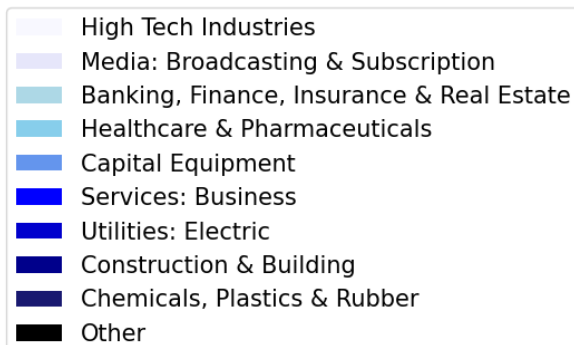 High Tech Industries
Media: Broadcasting & Subscription
Banking, Finance, Insurance & Real Estate
Healthcare & Pharmaceuticals
Capital Equipment
Services: Business
Utilities: Electric
Construction & Building
Chemicals, Plastics & Rubber
Other